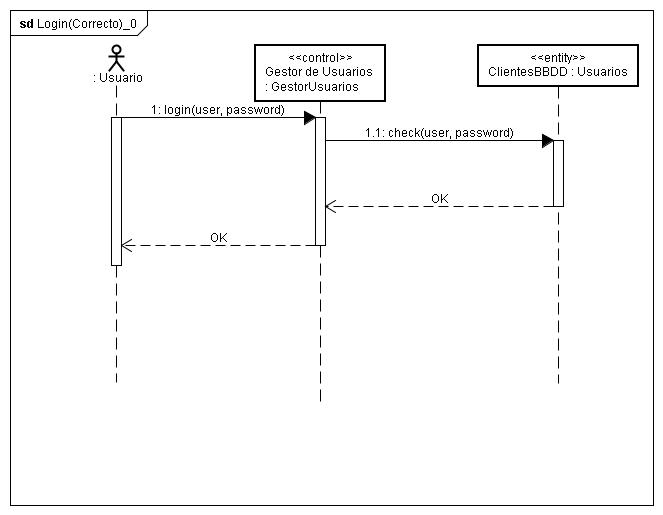 sd Login(Correcto)_0
: Usuario
<<control>>
Gestor de Usuarios
: GestorUsuarios
<<entity>>
ClientesBBDD : Usuarios
1: login(user, password)
1.1: check(user, password)
OK
OK